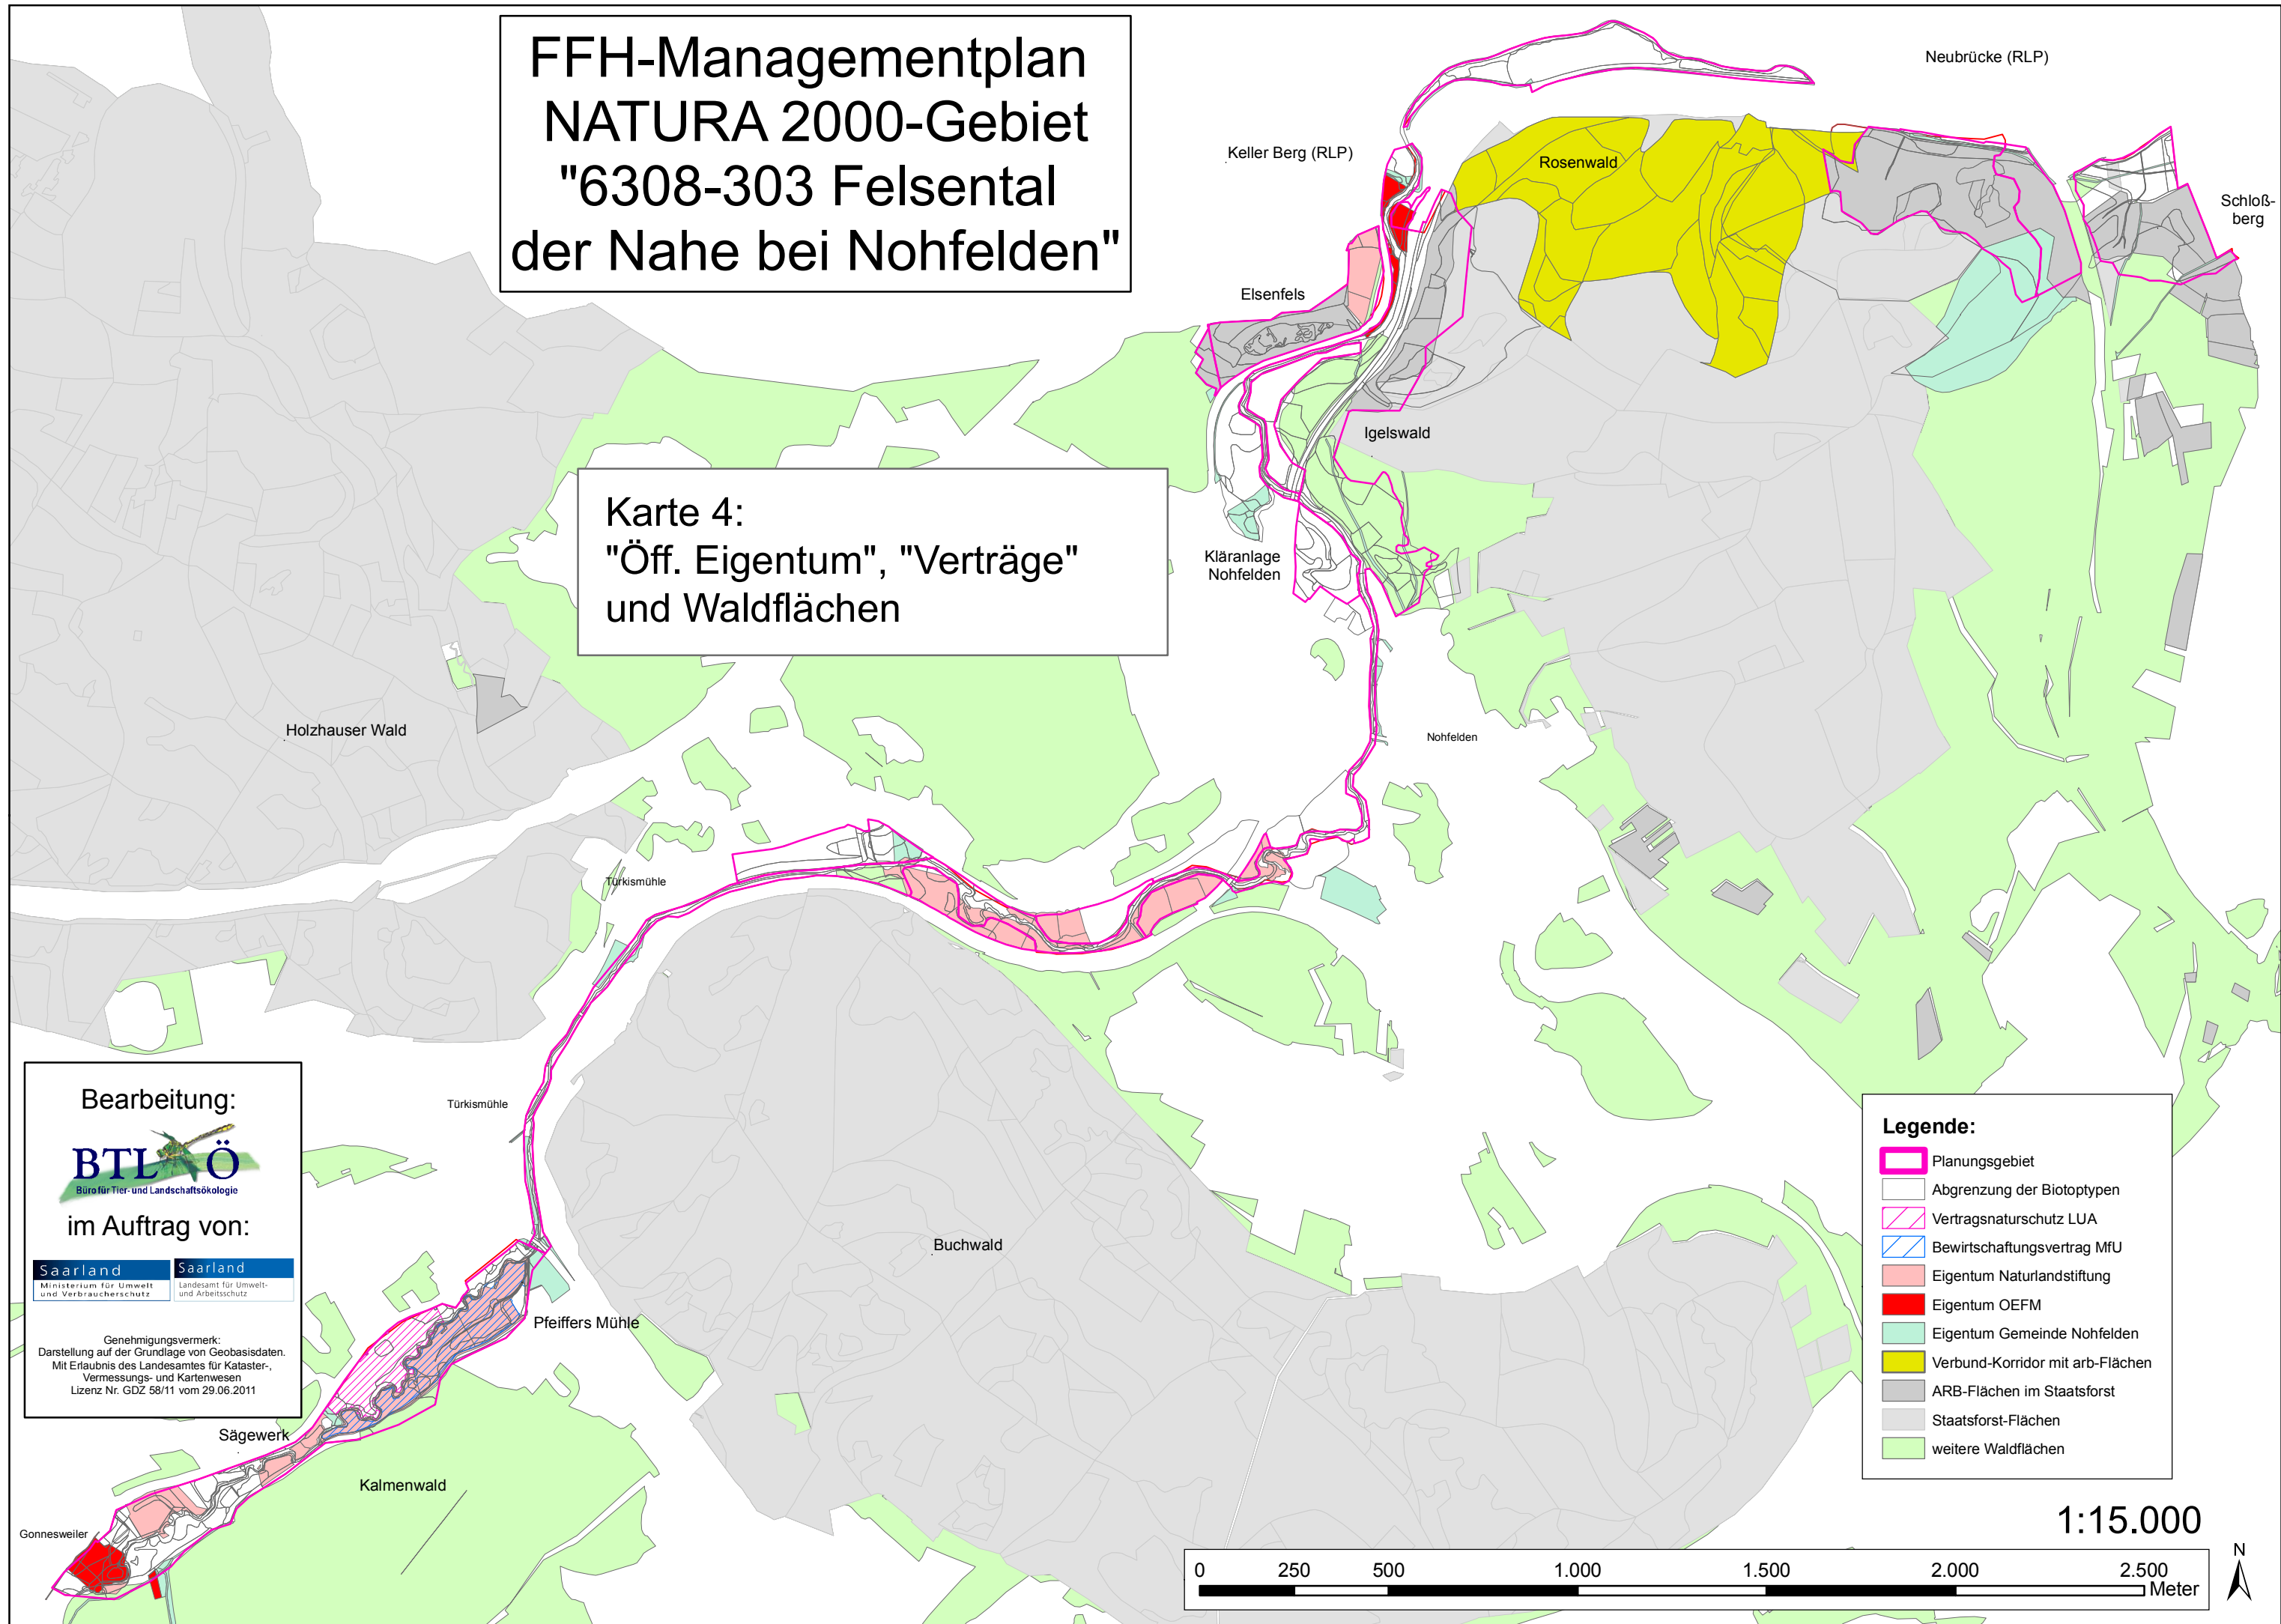 FFH-Managementplan
NATURA 2000-Gebiet
"6308-303 Felsental
der Nahe bei Nohfelden"
Neubrücke (RLP)
Keller Berg (RLP)
Rosenwald
Schloß-
berg
Elsenfels
Igelswald
Karte 4:
"Öff. Eigentum", "Verträge"
und Waldflächen
Kläranlage
Nohfelden
Holzhauser Wald
Nohfelden
Türkismühle
Türkismühle
Buchwald
Pfeiffers Mühle
Sägewerk
Kalmenwald
Gonnesweiler
Bearbeitung:
BTLÖ
Büro für Tier- und Landschaftsökologie
im Auftrag von:
Saarland
Ministerium für Umwelt
und Verbraucherschutz
Saarland
Landesamt für Umwelt-
und Arbeitsschutz
Genehmigungsvermerk:
Darstellung auf der Grundlage von Geobasisdaten.
Mit Erlaubnis des Landesamtes für Kataster-,
Vermessungs- und Kartenwesen
Lizenz Nr. GDZ 58/11 vom 29.06.2011
Legende:
Planungsgebiet
Abgrenzung der Biotoptypen
Vertragsnaturschutz LUA
Bewirtschaftungsvertrag MfU
Eigentum Naturlandstiftung
Eigentum OEFM
Eigentum Gemeinde Nohfelden
Verbund-Korridor mit arb-Flächen
ARB-Flächen im Staatsforst
Staatsforst-Flächen
weitere Waldflächen
1:15.000
0 250 500 1.000 1.500 2.000 2.500
Meter
N